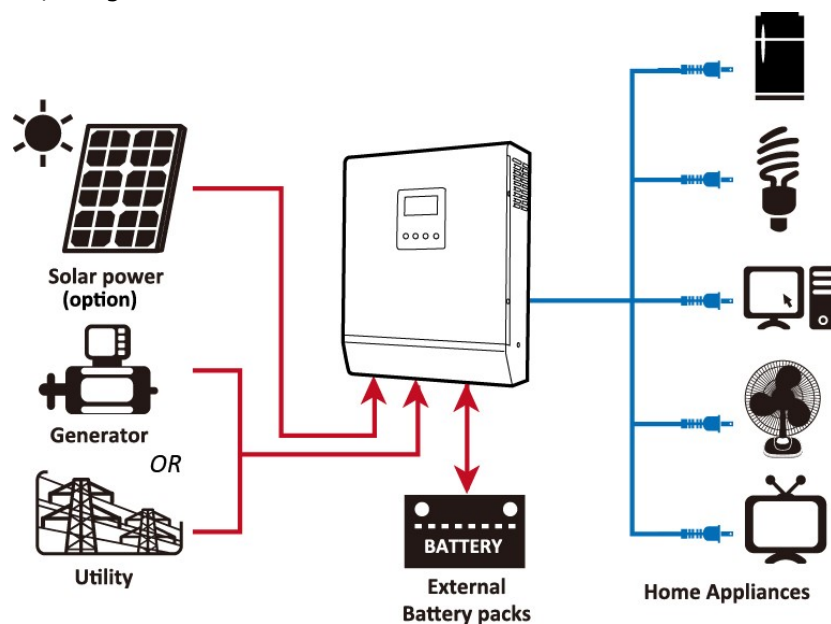 Solar power
(option)
Generator
OR
Utility
BATTERY
External
Battery packs
Home Appliances